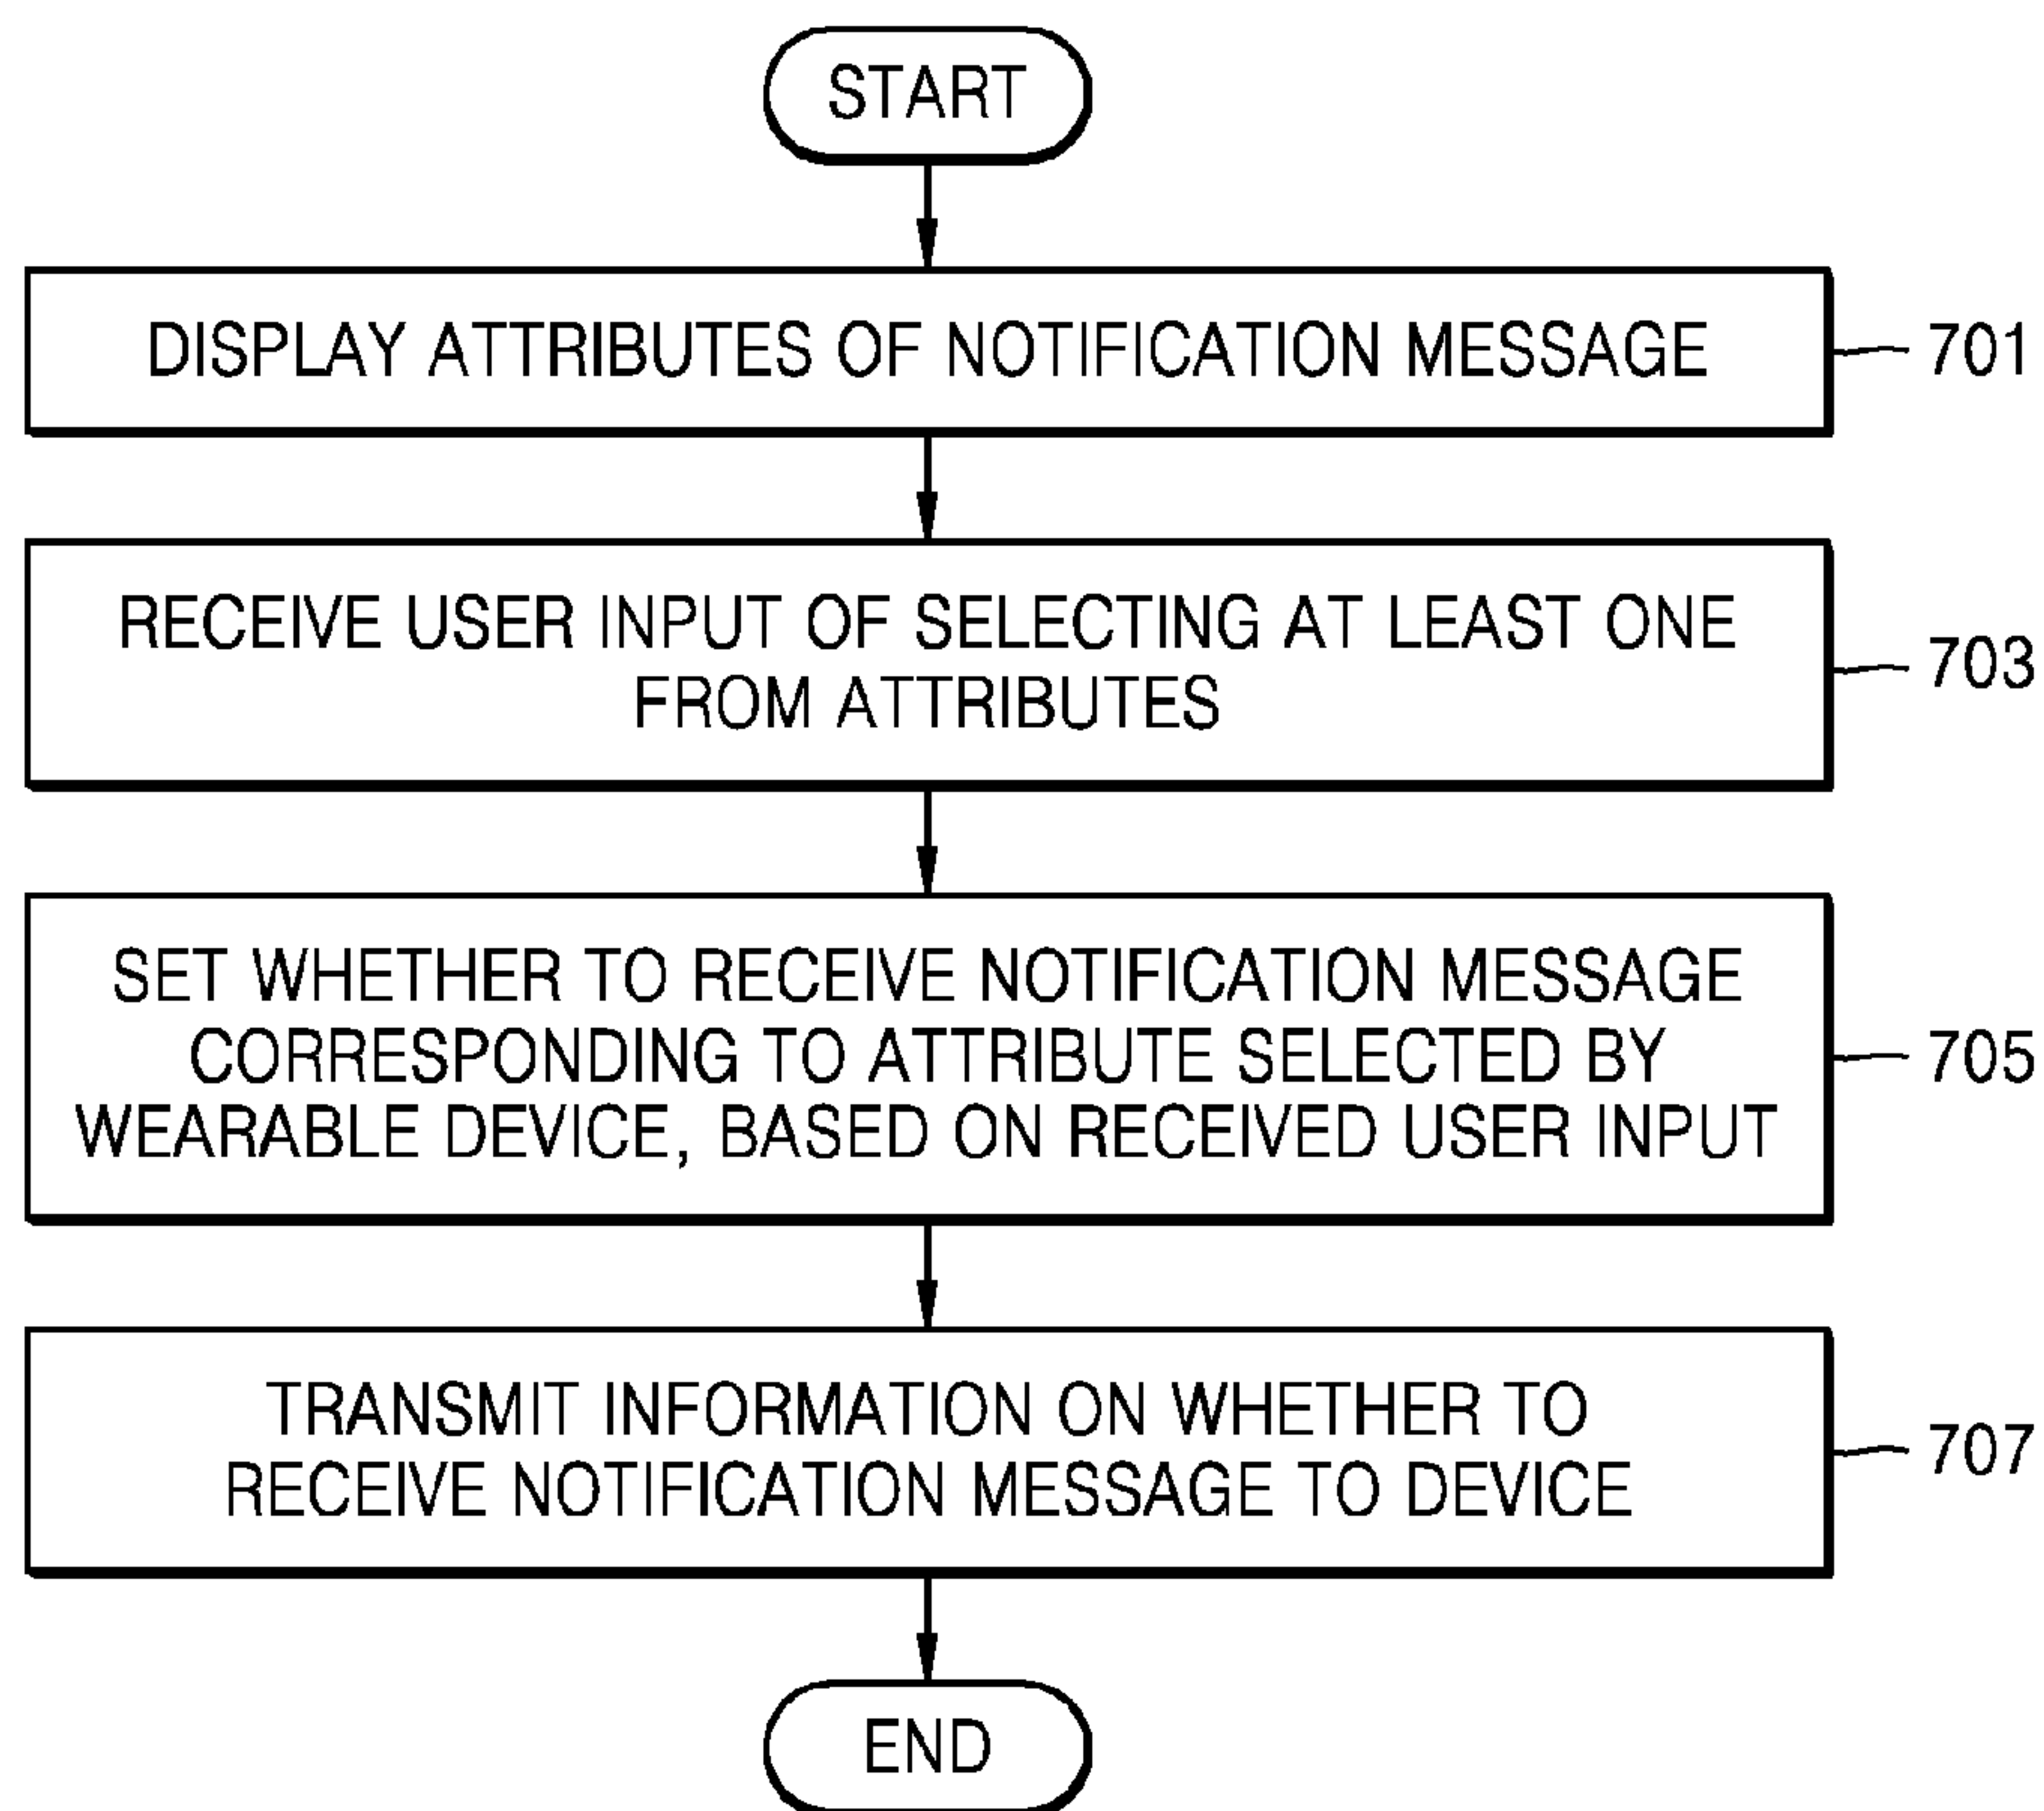 START
DISPLAY ATTRIBUTES OF NOTIFICATION MESSAGE
701
RECEIVE USER INPUT OF SELECTING AT LEAST ONE
FROM ATTRIBUTES
703
SET WHETHER TO RECEIVE NOTIFICATION MESSAGE
CORRESPONDING TO ATTRIBUTE SELECTED BY
WEARABLE DEVICE, BASED ON RECEIVED USER INPUT
705
TRANSMIT INFORMATION ON WHETHER TO
RECEIVE NOTIFICATION MESSAGE TO DEVICE
707
END